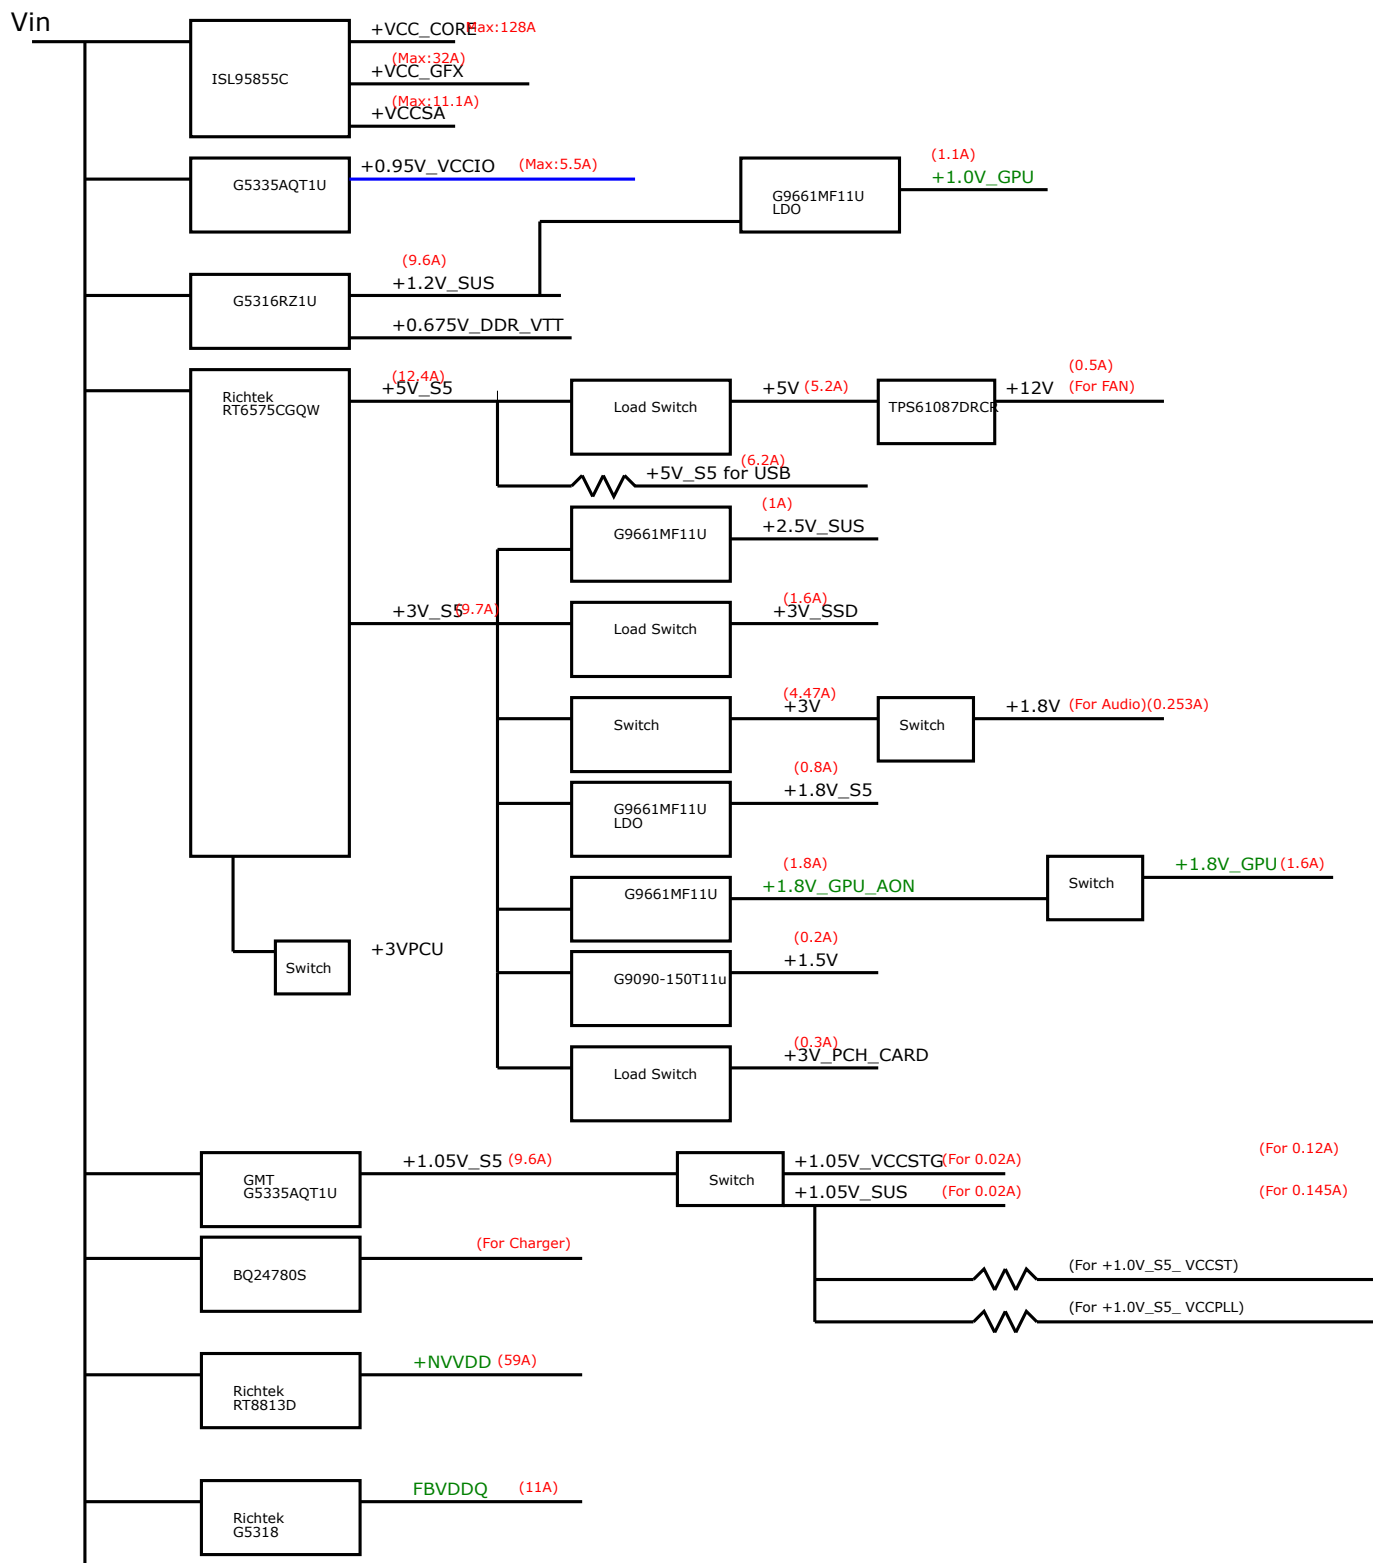 Vin
+VCC_CORE
Max:128A
(Max:32A)
+VCC_GFX
ISL95855C
(Max:11.1A)
+VCCSA
+0.95V_VCCIO
(Max:5.5A)
G5335AQT1U
(1.1A)
+1.0V_GPU
G9661MF11U
LDO
(9.6A)
+1.2V_SUS
G5316RZ1U
+0.675V_DDR_VTT
Richtek
RT6575CGQW
(12.4A)
+5V_S5
Load Switch
+5V
(5.2A)
TPS61087DRCR
+12V
(0.5A)
(For FAN)
(6.2A)
+5V_S5 for USB
(1A)
G9661MF11U
+2.5V_SUS
+3V_S5
(9.7A)
Load Switch
(1.6A)
+3V_SSD
Switch
(4.47A)
+3V
Switch
+1.8V
(For Audio)(0.253A)
(0.8A)
+1.8V_S5
G9661MF11U
LDO
(1.8A)
+1.8V_GPU_AON
G9661MF11U
Switch
+1.8V_GPU
(1.6A)
+3VPCU
Switch
(0.2A)
+1.5V
G9090-150T11u
(0.3A)
+3V_PCH_CARD
Load Switch
GMT
G5335AQT1U
+1.05V_S5
(9.6A)
Switch
+1.05V_VCCSTG
(For 0.02A)
(For 0.12A)
+1.05V_SUS
(For 0.02A)
(For 0.145A)
(For Charger)
BQ24780S
(For +1.0V_S5_ VCCST)
(For +1.0V_S5_ VCCPLL)
+NVVDD
(59A)
Richtek
RT8813D
FBVDDQ
(11A)
Richtek
G5318